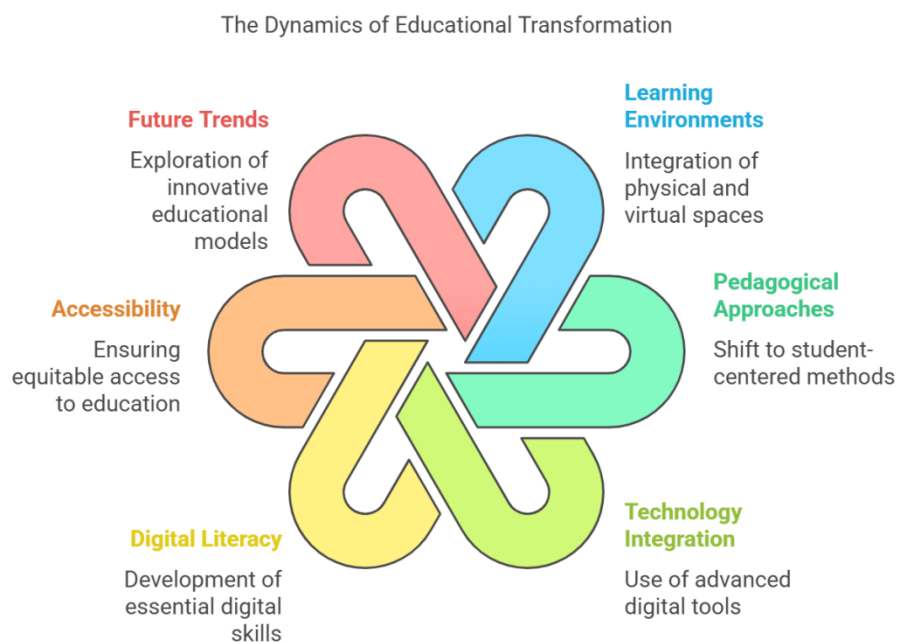 The Dynamics of Educational Transformation
Future Trends
Exploration of
innovative
educational
models
Learning
Environments
Integration of
physical and
virtual spaces
Accessibility
Ensuring
equitable access
to education
Pedagogical
Approaches
Shift to student-
centered methods
Digital Literacy
Development of
essential digital
skills
Technology
Integration
Use of advanced
digital tools